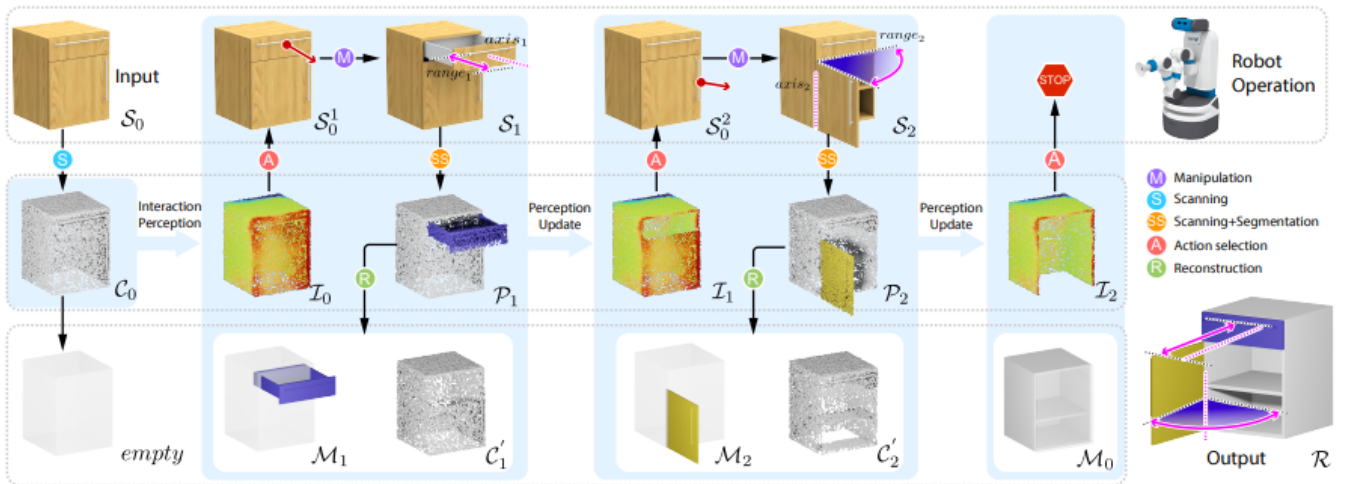 Input
S₀
S₀¹
M
axis₁
range₁
S₁
S₀²
M
range₂
axis₂
S₂
STOP
Robot
Operation
S
A
SS
A
SS
A
M Manipulation
S Scanning
SS Scanning+Segmentation
A Action selection
R Reconstruction
C₀
Interaction
Perception
I₀
R
P₁
Perception
Update
I₁
R
P₂
Perception
Update
I₂
empty
M₁
C₁′
M₂
C₂′
M₀
Output
R